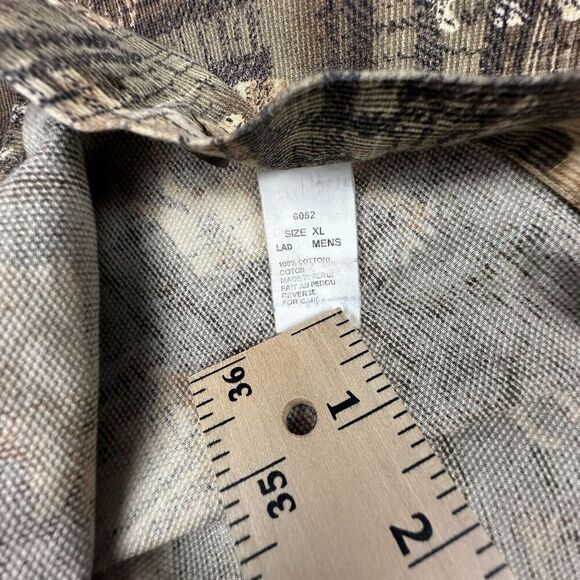 6052
SIZE XL
LAD MENS
100% COTTON/
COTON
MADE IN PERU/
FAIT AU PEROU
REVERSE
FOR CARE
36
1
35
2